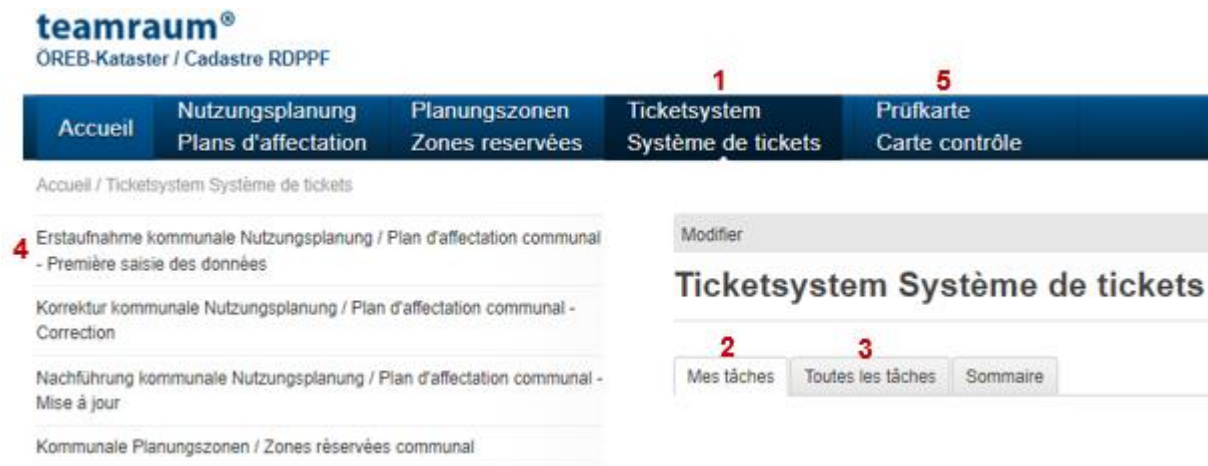 teamraum®
ÖREB-Kataster / Cadastre RDPPF
1
5
Accueil
Nutzungsplanung
Plans d'affectation
Planungszonen
Zones reservées
Ticketsystem
Système de tickets
Prüfkarte
Carte contrôle
Accueil / Ticketsystem Système de tickets
4
Erstaufnahme kommunale Nutzungsplanung / Plan d'affectation communal
- Première saisie des données
Korrektur kommunale Nutzungsplanung / Plan d'affectation communal -
Correction
Nachführung kommunale Nutzungsplanung / Plan d'affectation communal -
Mise à jour
Kommunale Planungszonen / Zones rèservées communal
Modifier
Ticketsystem Système de tickets
2
3
Mes tâches
Toutes les tâches
Sommaire